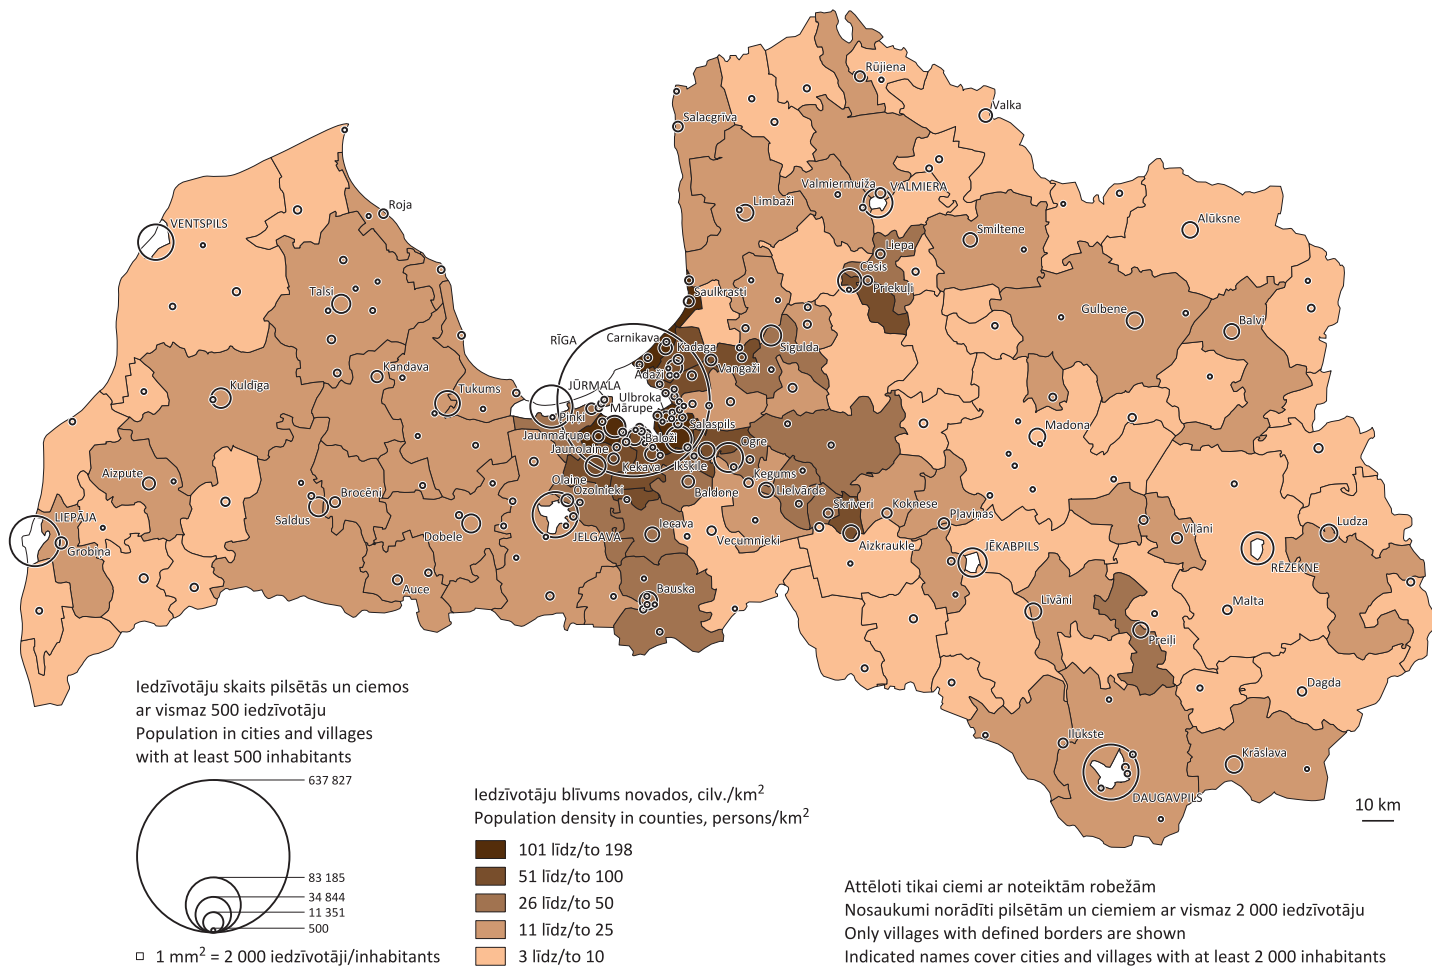 Rūjiena
Valka
Salacgrīva
Valmiermuiža
VALMIERA
Roja
Limbaži
VENTSPILS
Alūksne
Smiltene
Liepa
Cēsis
Priekuļi
Talsi
Saulkrasti
Gulbene
Balvi
RĪGA
Carnikava
Kadaga
Sigulda
Vangaži
Ādaži
Kandava
Kuldīga
Tukums
JŪRMALA
Ulbroka
Piņķi
Mārupe
Salaspils
Jaunmārupe
Baloži
Madona
Jaunolaine
Ogre
Ķekava
Ikšķile
Aizpute
Olaine
Ķegums
Ozolnieki
Baldone
Lielvārde
Brocēni
Saldus
Skrīveri
Koknese
Pļaviņas
LIEPĀJA
Grobiņa
Dobele
JELGAVA
Iecava
Vecumnieki
Aizkraukle
Viļāni
Ludza
JĒKABPILS
RĒZEKNE
Auce
Bauska
Līvāni
Malta
Preiļi
Dagda
Ilūkste
Krāslava
DAUGAVPILS
Iedzīvotāju skaits pilsētās un ciemos
ar vismaz 500 iedzīvotāju
Population in cities and villages
with at least 500 inhabitants
637 827
83 185
34 844
11 351
500
1 mm² = 2 000 iedzīvotāji/inhabitants
Iedzīvotāju blīvums novados, cilv./km²
Population density in counties, persons/km²
101 līdz/to 198
51 līdz/to 100
26 līdz/to 50
11 līdz/to 25
3 līdz/to 10
10 km
Attēloti tikai ciemi ar noteiktām robežām
Nosaukumi norādīti pilsētām un ciemiem ar vismaz 2 000 iedzīvotāju
Only villages with defined borders are shown
Indicated names cover cities and villages with at least 2 000 inhabitants